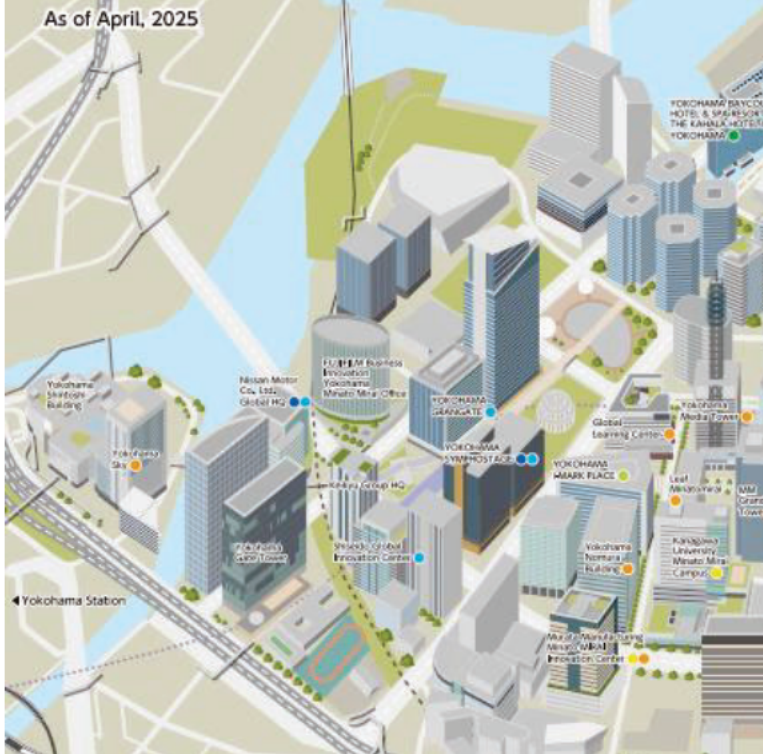 As of April, 2025
YOKOHAMA BAYCOU
HOTEL & SPA RESORT
THE KAHALA HOTEL
YOKOHAMA
FUJIFILM Business
Innovation
Yokohama
Minato Mirai Office
Nissan Motor
Co., Ltd.
Global HQ
Yokohama
Shintoshi
Building
Yokohama
Sky
YOKOHAMA
GRANGATE
Global
Learning Center
Yokohama
Media Tower
YOKOHAMA
SYMPHOSTAGE
YOKOHAMA
PLACE
Keikyu Group HQ
Leaf
Minatomirai
MM
Grand
Tower
Yokohama
Gate Tower
Shiseido Global
Innovation Center
Yokohama
Nomura
Building
Kanagawa
University
Minato Mirai
Campus
◀Yokohama Station
Murata Manufacturing
Minato MIRAI
Innovation Center